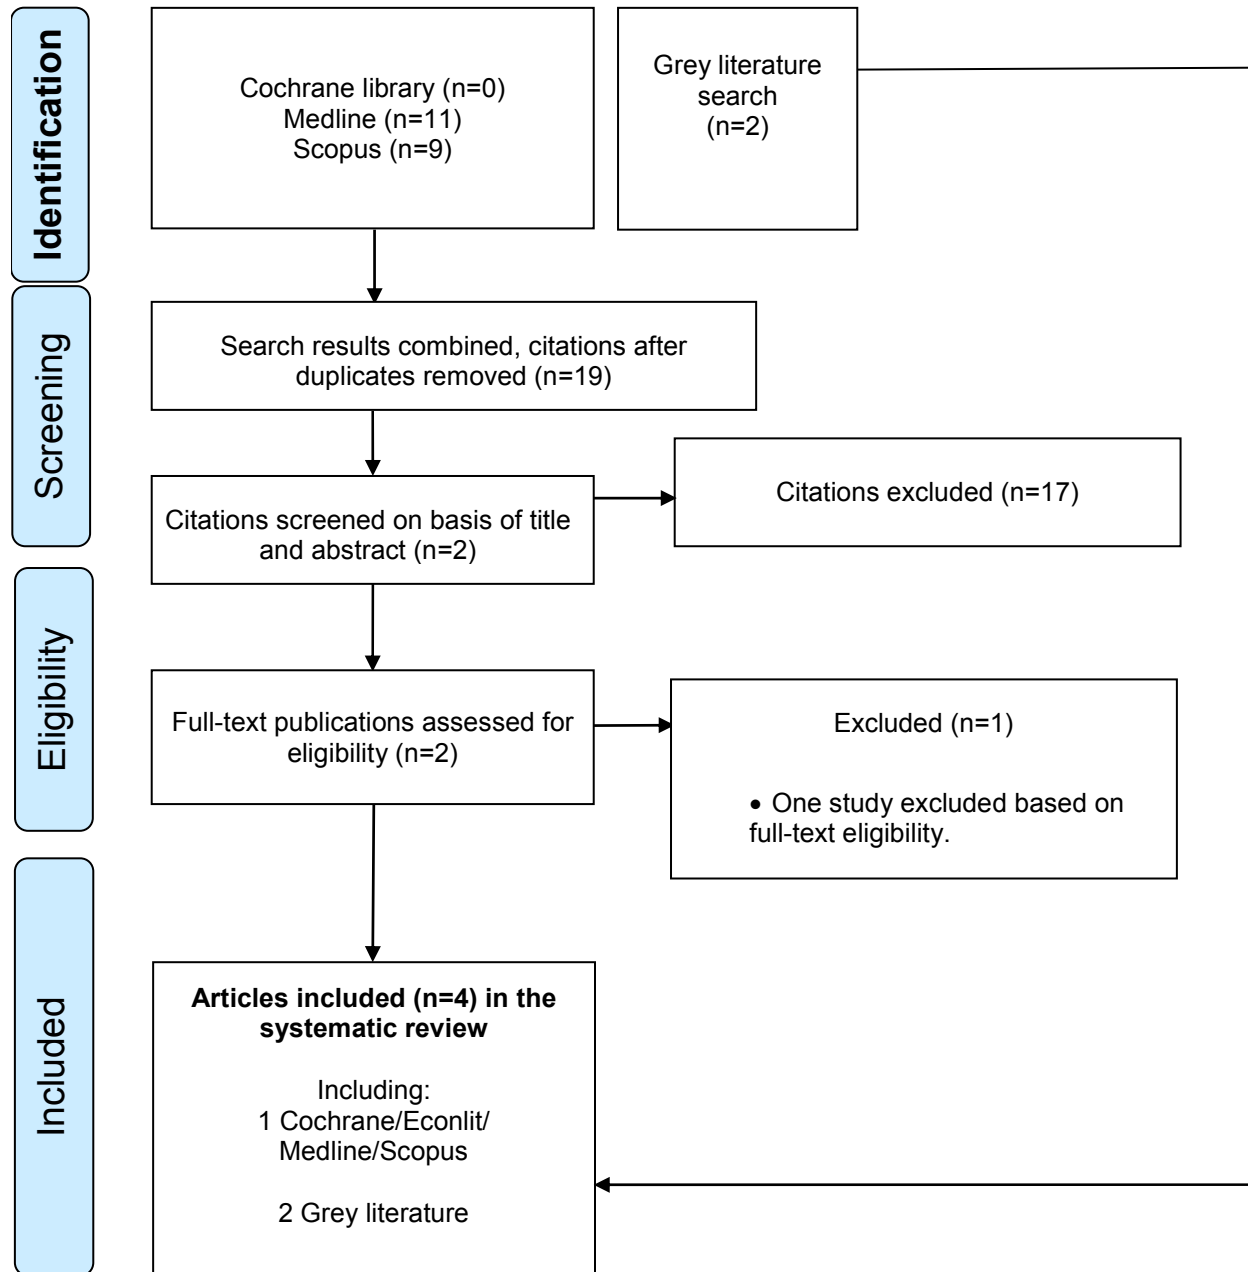 Identification
Cochrane library (n=0)
Medline (n=11)
Scopus (n=9)
Grey literature
search
(n=2)
Screening
Search results combined, citations after
duplicates removed (n=19)
Citations screened on basis of title
and abstract (n=2)
Citations excluded (n=17)
Eligibility
Full-text publications assessed for
eligibility (n=2)
Excluded (n=1)
• One study excluded based on
full-text eligibility.
Included
Articles included (n=4) in the
systematic review
Including:
1 Cochrane/Econlit/
Medline/Scopus
2 Grey literature